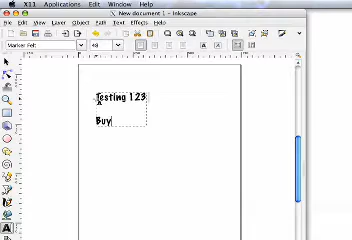 X11 Applications Edit Window Help
New document 1 - Inkscape
File Edit View Layer Object Path Text Effects Help
Marker Felt 48
Testing 123
Buy